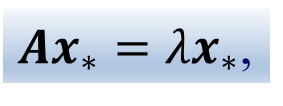 Ax∗ = λx∗,